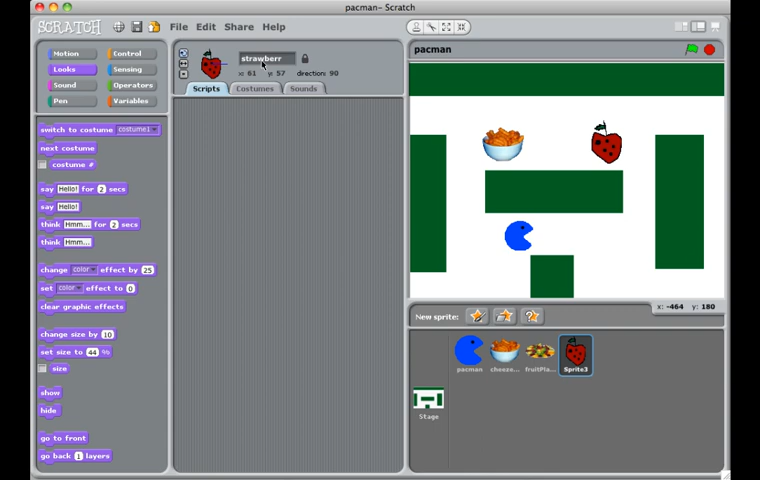 pacman- Scratch
SCRATCH File Edit Share Help
Motion Control
Looks Sensing
Sound Operators
Pen Variables
strawberr
x: 61 y: 57 direction: 90
Scripts Costumes Sounds
switch to costume costume1
next costume
costume #
say Hello! for 2 secs
say Hello!
think Hmm... for 2 secs
think Hmm...
change color effect by 25
set color effect to 0
clear graphic effects
change size by 10
set size to 44 %
size
show
hide
go to front
go back 1 layers
pacman
x: -464 y: 180
New sprite:
pacman cheeze... fruitPla... Sprite3
Stage